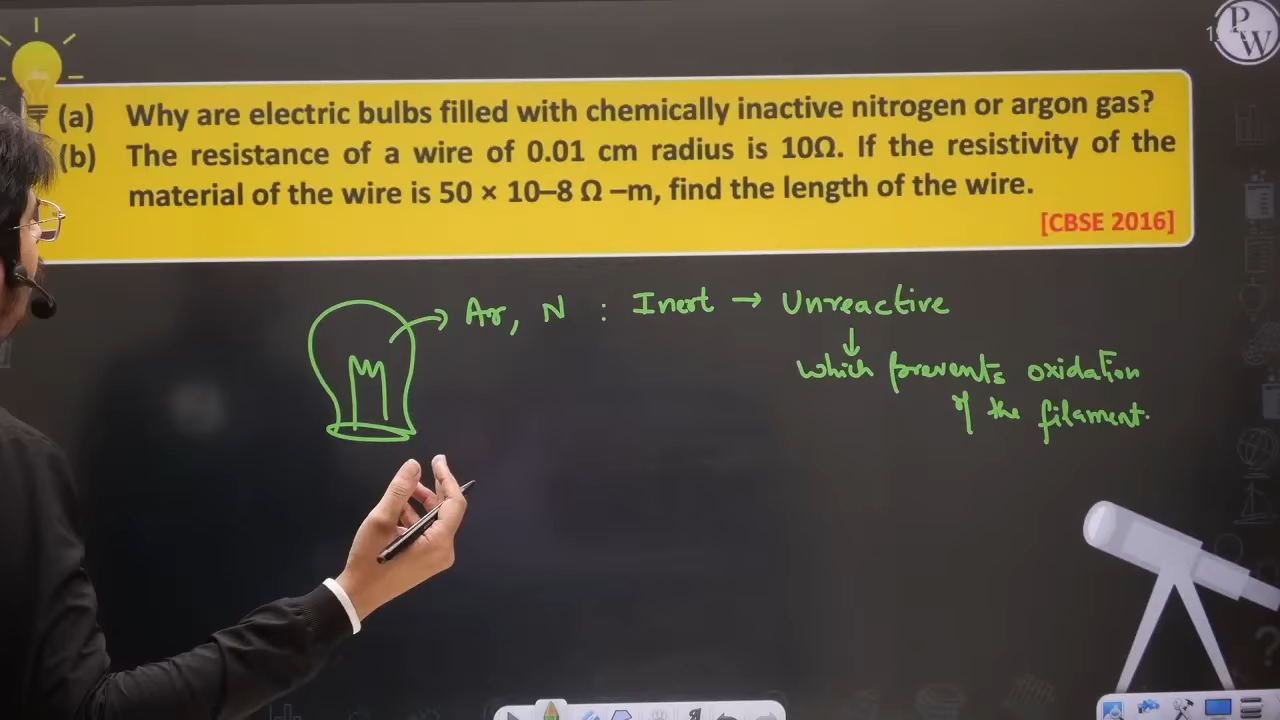 PW
(a) Why are electric bulbs filled with chemically inactive nitrogen or argon gas?
(b) The resistance of a wire of 0.01 cm radius is 10Ω. If the resistivity of the
material of the wire is 50 × 10–8 Ω –m, find the length of the wire.
[CBSE 2016]
Ar, N : Inert → Unreactive
↓
which prevents oxidation
of the filament.